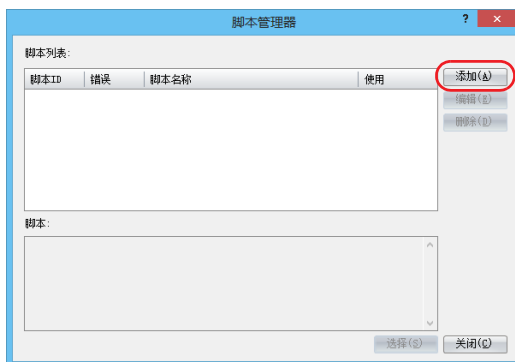 脚本管理器 ? ×
脚本列表:
脚本ID 错误 脚本名称 使用
添加(A)
编辑(E)
删除(D)
脚本:
选择(S) 关闭(C)